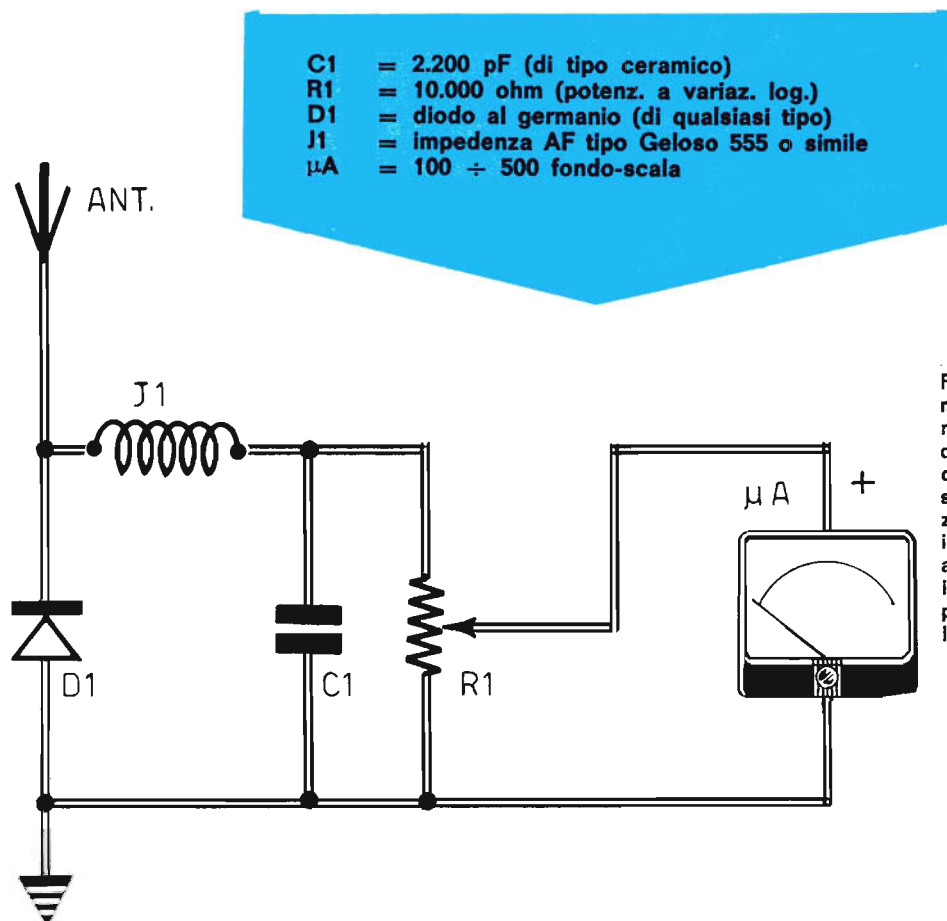 C1 = 2.200 pF (di tipo ceramico)
R1 = 10.000 ohm (potenz. a variaz. log.)
D1 = diodo al germanio (di qualsiasi tipo)
J1 = impedenza AF tipo Geloso 555 o simile
µA = 100 ÷ 500 fondo-scala
ANT.
J1
µA +
D1
C1
R1